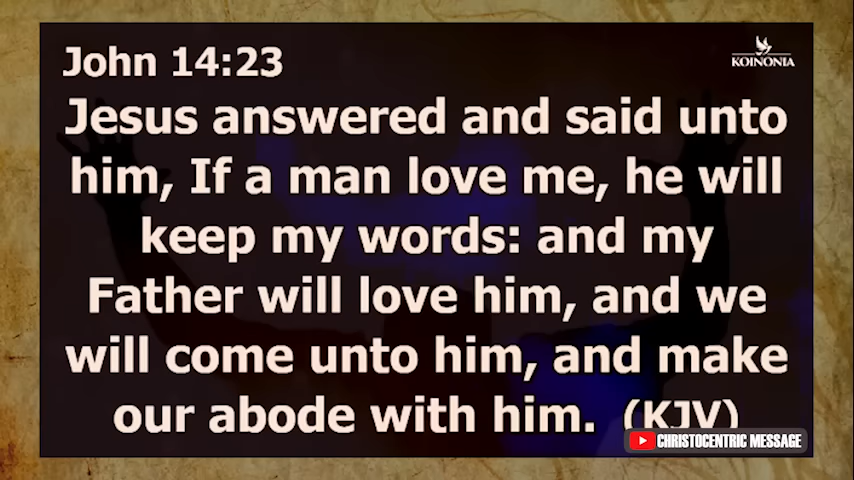 John 14:23
KOINONIA
Jesus answered and said unto
him, If a man love me, he will
keep my words: and my
Father will love him, and we
will come unto him, and make
our abode with him. (KJV)
CHRISTOCENTRIC MESSAGE